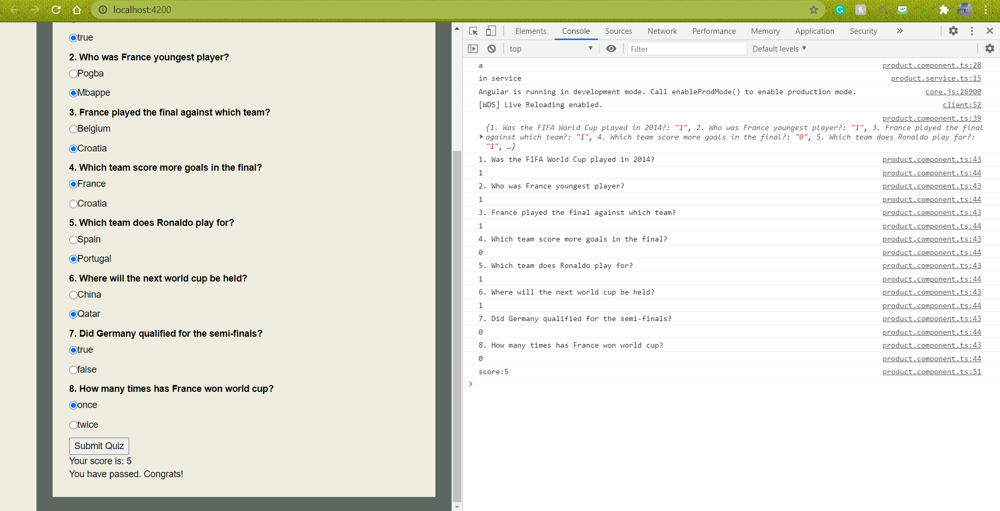 localhost:4200
true
2. Who was France youngest player?
Pogba
Mbappe
3. France played the final against which team?
Belgium
Croatia
4. Which team score more goals in the final?
France
Croatia
5. Which team does Ronaldo play for?
Spain
Portugal
6. Where will the next world cup be held?
China
Qatar
7. Did Germany qualified for the semi-finals?
true
false
8. How many times has France won world cup?
once
twice
Submit Quiz
Your score is: 5
You have passed. Congrats!
Elements Console Sources Network Performance Memory Application Security »
top Filter Default levels
a product.component.ts:28
in service product.service.ts:15
Angular is running in development mode. Call enableProdMode() to enable production mode. core.js:26900
[WDS] Live Reloading enabled. client:52
product.component.ts:39
{1. Was the FIFA World Cup played in 2014?: "1", 2. Who was France youngest player?: "1", 3. France played the final
against which team?: "1", 4. Which team score more goals in the final?: "0", 5. Which team does Ronaldo play for?:
"1", …}
1. Was the FIFA World Cup played in 2014? product.component.ts:43
1 product.component.ts:44
2. Who was France youngest player? product.component.ts:43
1 product.component.ts:44
3. France played the final against which team? product.component.ts:43
1 product.component.ts:44
4. Which team score more goals in the final? product.component.ts:43
0 product.component.ts:44
5. Which team does Ronaldo play for? product.component.ts:43
1 product.component.ts:44
6. Where will the next world cup be held? product.component.ts:43
1 product.component.ts:44
7. Did Germany qualified for the semi-finals? product.component.ts:43
0 product.component.ts:44
8. How many times has France won world cup? product.component.ts:43
0 product.component.ts:44
score:5 product.component.ts:51